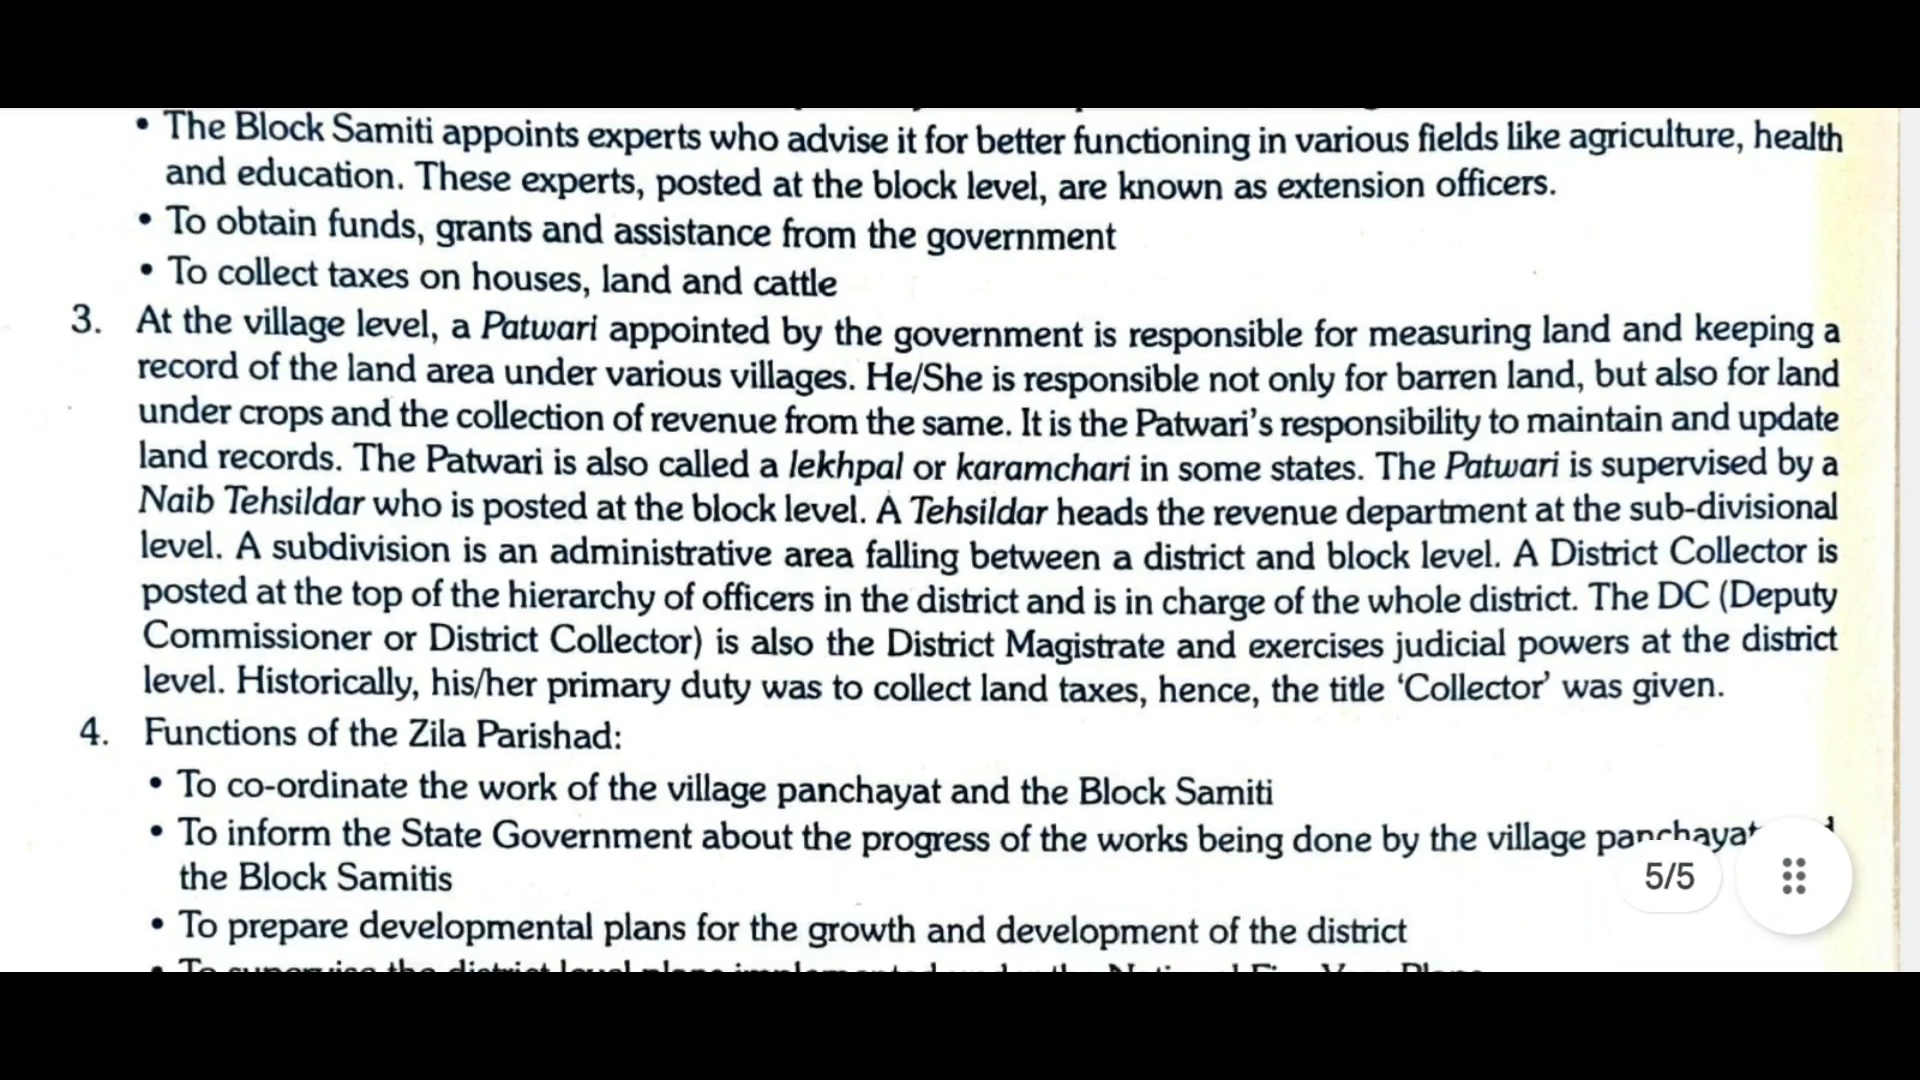 • The Block Samiti appoints experts who advise it for better functioning in various fields like agriculture, health
and education. These experts, posted at the block level, are known as extension officers.
• To obtain funds, grants and assistance from the government
• To collect taxes on houses, land and cattle
3. At the village level, a Patwari appointed by the government is responsible for measuring land and keeping a
record of the land area under various villages. He/She is responsible not only for barren land, but also for land
under crops and the collection of revenue from the same. It is the Patwari's responsibility to maintain and update
land records. The Patwari is also called a lekhpal or karamchari in some states. The Patwari is supervised by a
Naib Tehsildar who is posted at the block level. A Tehsildar heads the revenue department at the sub-divisional
level. A subdivision is an administrative area falling between a district and block level. A District Collector is
posted at the top of the hierarchy of officers in the district and is in charge of the whole district. The DC (Deputy
Commissioner or District Collector) is also the District Magistrate and exercises judicial powers at the district
level. Historically, his/her primary duty was to collect land taxes, hence, the title ‘Collector’ was given.
4. Functions of the Zila Parishad:
• To co-ordinate the work of the village panchayat and the Block Samiti
• To inform the State Government about the progress of the works being done by the village
the Block Samitis
5/5
• To prepare developmental plans for the growth and development of the district